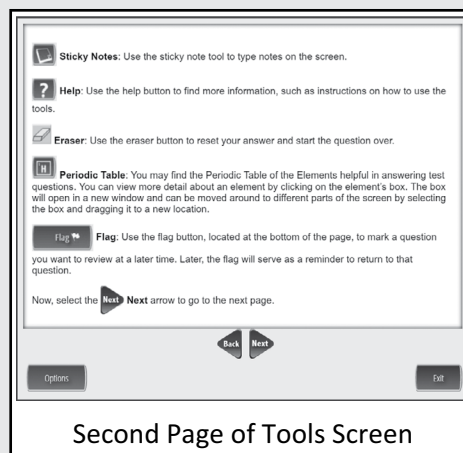 Sticky Notes: Use the sticky note tool to type notes on the screen.
? Help: Use the help button to find more information, such as instructions on how to use the
tools.
Eraser: Use the eraser button to reset your answer and start the question over.
H Periodic Table: You may find the Periodic Table of the Elements helpful in answering test
questions. You can view more detail about an element by clicking on the element's box. The box
will open in a new window and can be moved around to different parts of the screen by selecting
the box and dragging it to a new location.
Flag Flag: Use the flag button, located at the bottom of the page, to mark a question
you want to review at a later time. Later, the flag will serve as a reminder to return to that
question.
Now, select the Next Next arrow to go to the next page.
Back Next
Options Exit
Second Page of Tools Screen